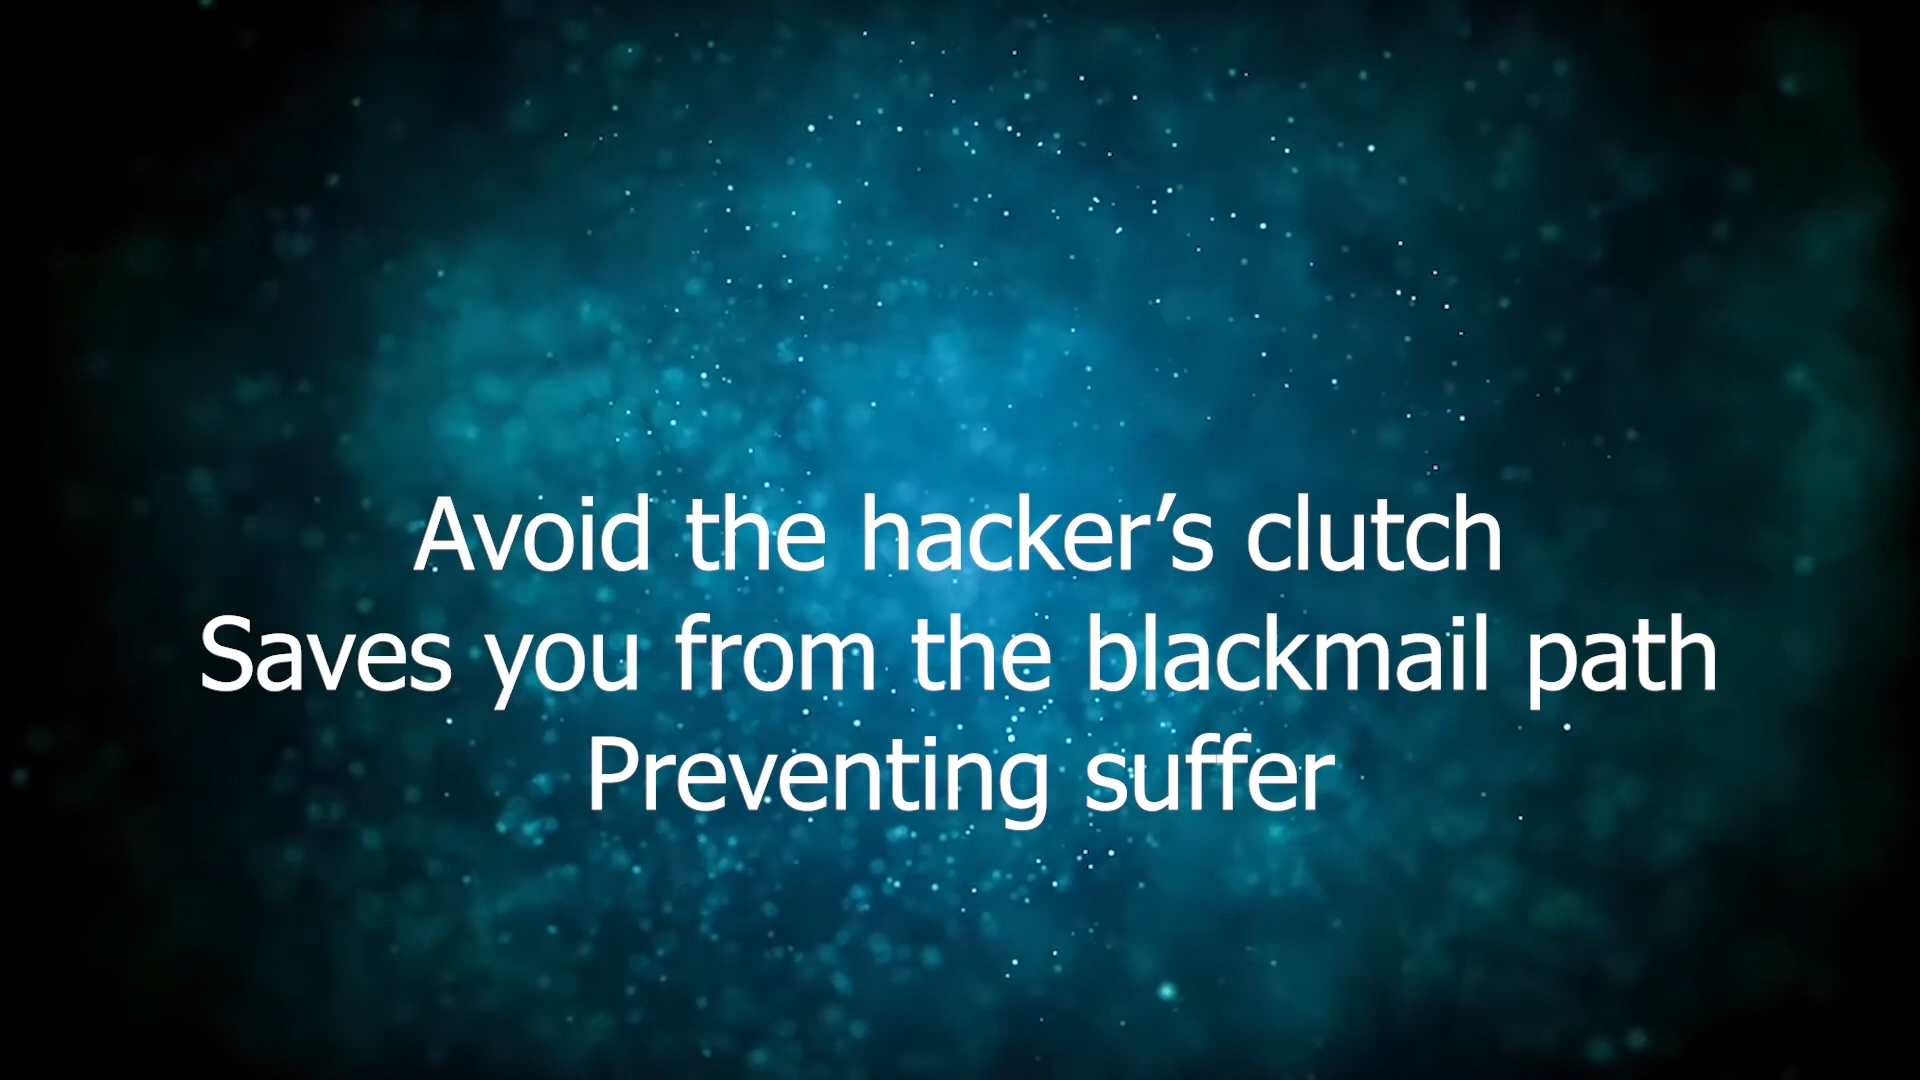 Avoid the hacker’s clutch
Saves you from the blackmail path
Preventing suffer